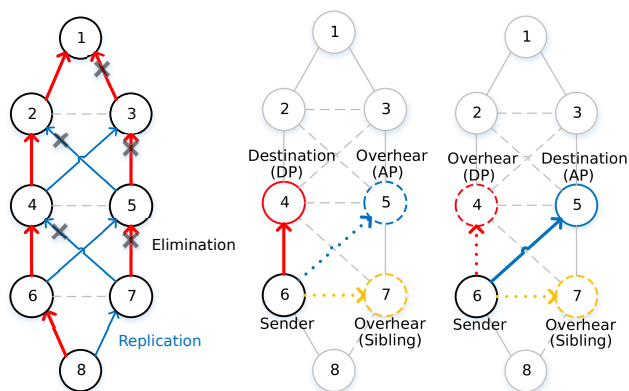 1
2
3
4
5
Elimination
6
7
Replication
8
1
2
3
Destination
(DP)
Overhear
(AP)
4
5
6
7
Sender
Overhear
(Sibling)
8
1
2
3
Overhear
(DP)
Destination
(AP)
4
5
6
7
Sender
Overhear
(Sibling)
8